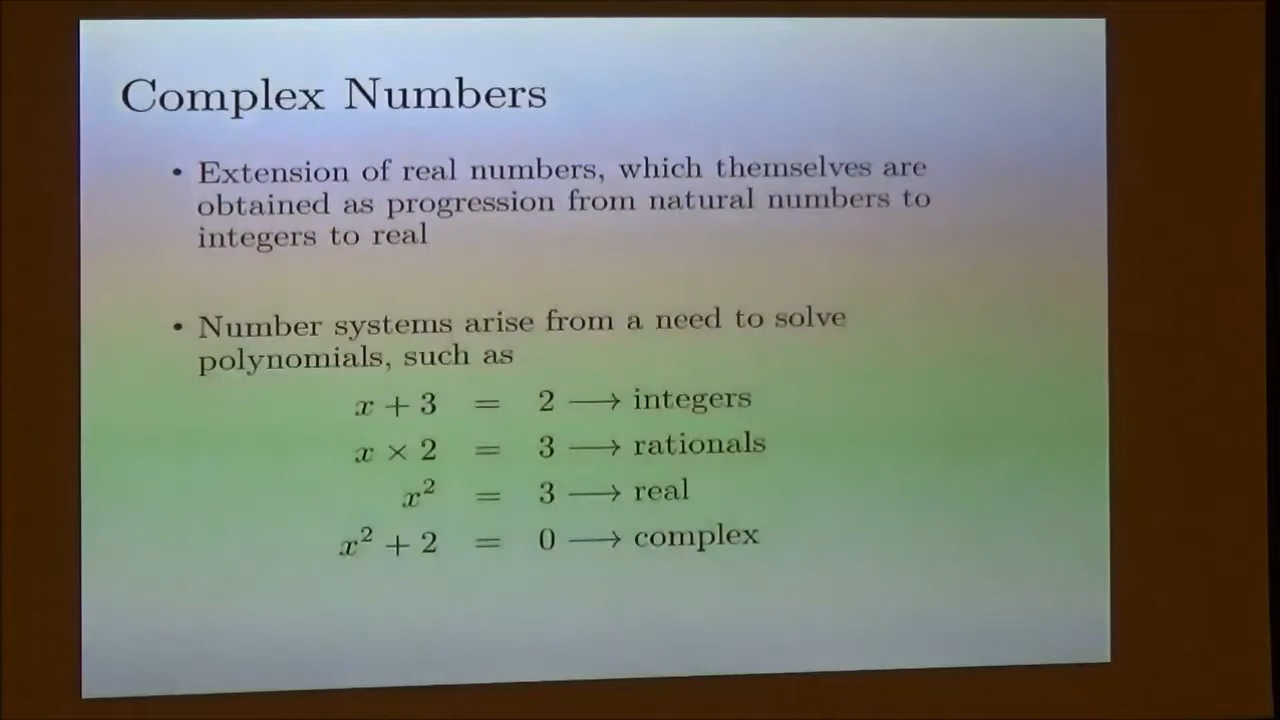 Complex Numbers
• Extension of real numbers, which themselves are
obtained as progression from natural numbers to
integers to real
• Number systems arise from a need to solve
polynomials, such as
x + 3 = 2 ⟶ integers
x × 2 = 3 ⟶ rationals
x² = 3 ⟶ real
x² + 2 = 0 ⟶ complex